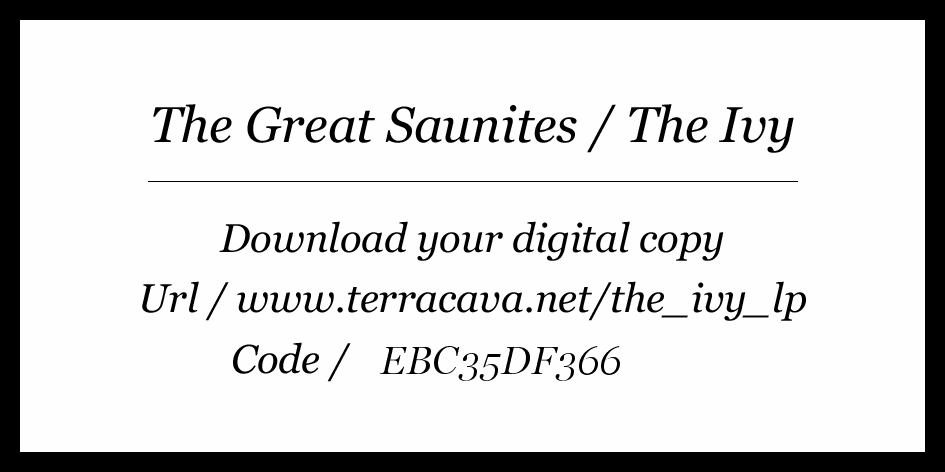 The Great Saunites / The Ivy
Download your digital copy
Url / www.terracava.net/the_ivy_lp
Code / EBC35DF366